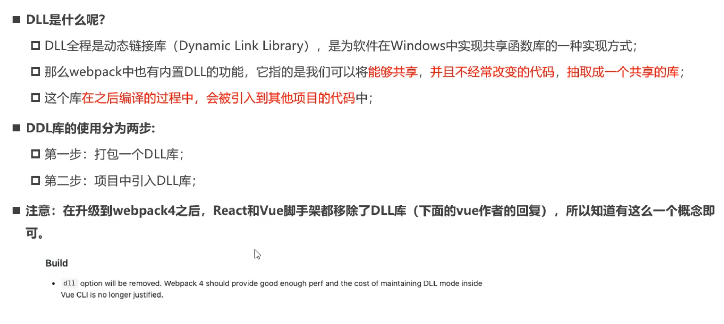 DLL是什么呢?
DLL全程是动态链接库（Dynamic Link Library），是为软件在Windows中实现共享函数库的一种实现方式；
那么webpack中也有内置DLL的功能，它指的是我们可以将能够共享，并且不经常改变的代码，抽取成一个共享的库；
这个库在之后编译的过程中，会被引入到其他项目的代码中；
DDL库的使用分为两步:
第一步：打包一个DLL库；
第二步：项目中引入DLL库；
注意：在升级到webpack4之后，React和Vue脚手架都移除了DLL库（下面的vue作者的回复），所以知道有这么一个概念即
可。
Build
dll option will be removed. Webpack 4 should provide good enough perf and the cost of maintaining DLL mode inside
Vue CLI is no longer justified.